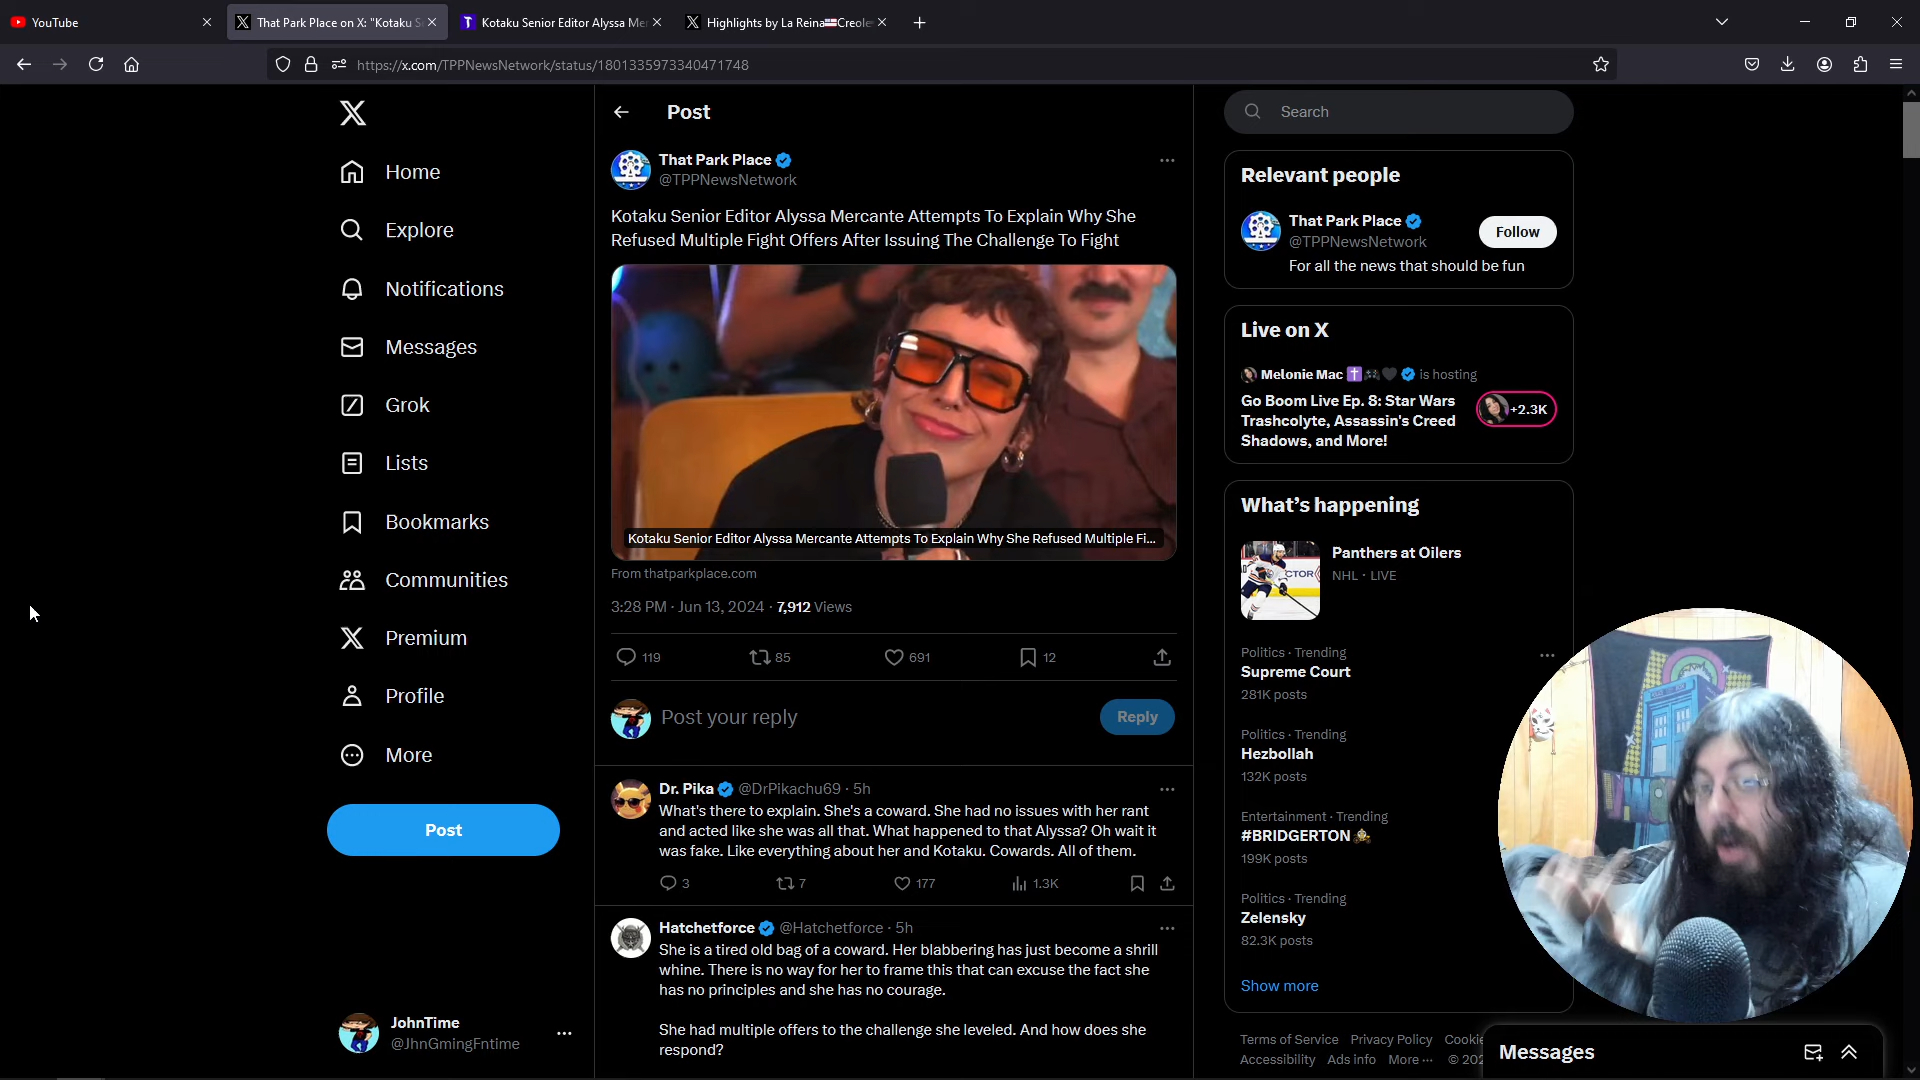 YouTube
That Park Place on X: "Kotaku S
Kotaku Senior Editor Alyssa Me
Highlights by La Reina Creole
https://x.com/TPPNewsNetwork/status/1801335973340471748
Home
Explore
Notifications
Messages
Grok
Lists
Bookmarks
Communities
Premium
Profile
More
Post
JohnTime
@JhnGmingFntime
Post
That Park Place
@TPPNewsNetwork
Kotaku Senior Editor Alyssa Mercante Attempts To Explain Why She
Refused Multiple Fight Offers After Issuing The Challenge To Fight
Kotaku Senior Editor Alyssa Mercante Attempts To Explain Why She Refused Multiple Fi...
From thatparkplace.com
3:28 PM · Jun 13, 2024 · 7,912 Views
119 85 691 12
Post your reply
Reply
Dr. Pika @DrPikachu69 · 5h
What's there to explain. She's a coward. She had no issues with her rant
and acted like she was all that. What happened to that Alyssa? Oh wait it
was fake. Like everything about her and Kotaku. Cowards. All of them.
3 7 177 1.3K
Hatchetforce @Hatchetforce · 5h
She is a tired old bag of a coward. Her blabbering has just become a shrill
whine. There is no way for her to frame this that can excuse the fact she
has no principles and she has no courage.
She had multiple offers to the challenge she leveled. And how does she
respond?
Search
Relevant people
That Park Place
@TPPNewsNetwork
Follow
For all the news that should be fun
Live on X
Melonie Mac is hosting
Go Boom Live Ep. 8: Star Wars
Trashcolyte, Assassin's Creed
Shadows, and More!
+2.3K
What's happening
Panthers at Oilers
NHL · LIVE
Politics · Trending
Supreme Court
281K posts
Politics · Trending
Hezbollah
132K posts
Entertainment · Trending
#BRIDGERTON
199K posts
Politics · Trending
Zelensky
82.3K posts
Show more
Terms of Service Privacy Policy Cookie
Accessibility Ads info More ··· © 202
Messages